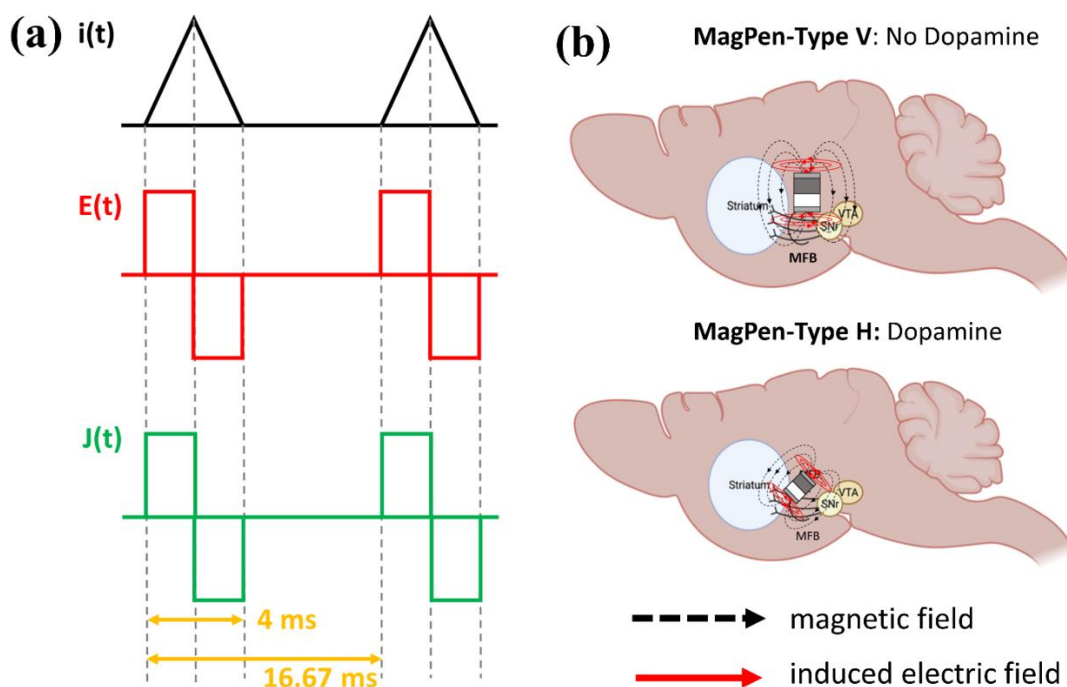 (a)
i(t)
E(t)
J(t)
4 ms
16.67 ms
(b)
MagPen-Type V: No Dopamine
Striatum
VTA
SNr
MFB
MagPen-Type H: Dopamine
Striatum
VTA
SNr
MFB
magnetic field
induced electric field